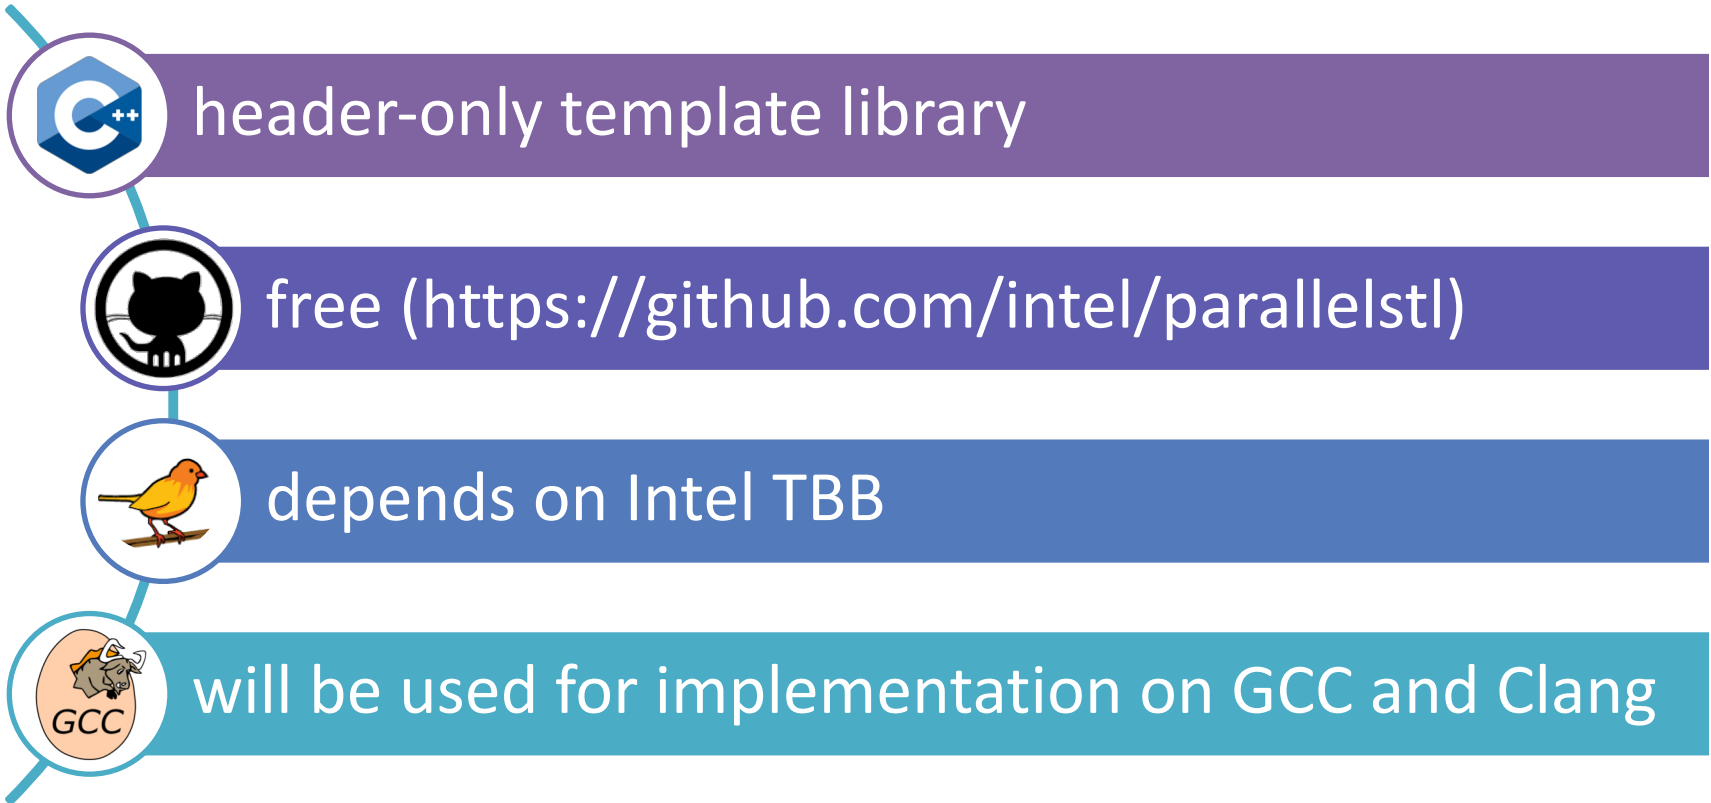 C++
header-only template library
free (https://github.com/intel/parallelstl)
depends on Intel TBB
GCC
will be used for implementation on GCC and Clang